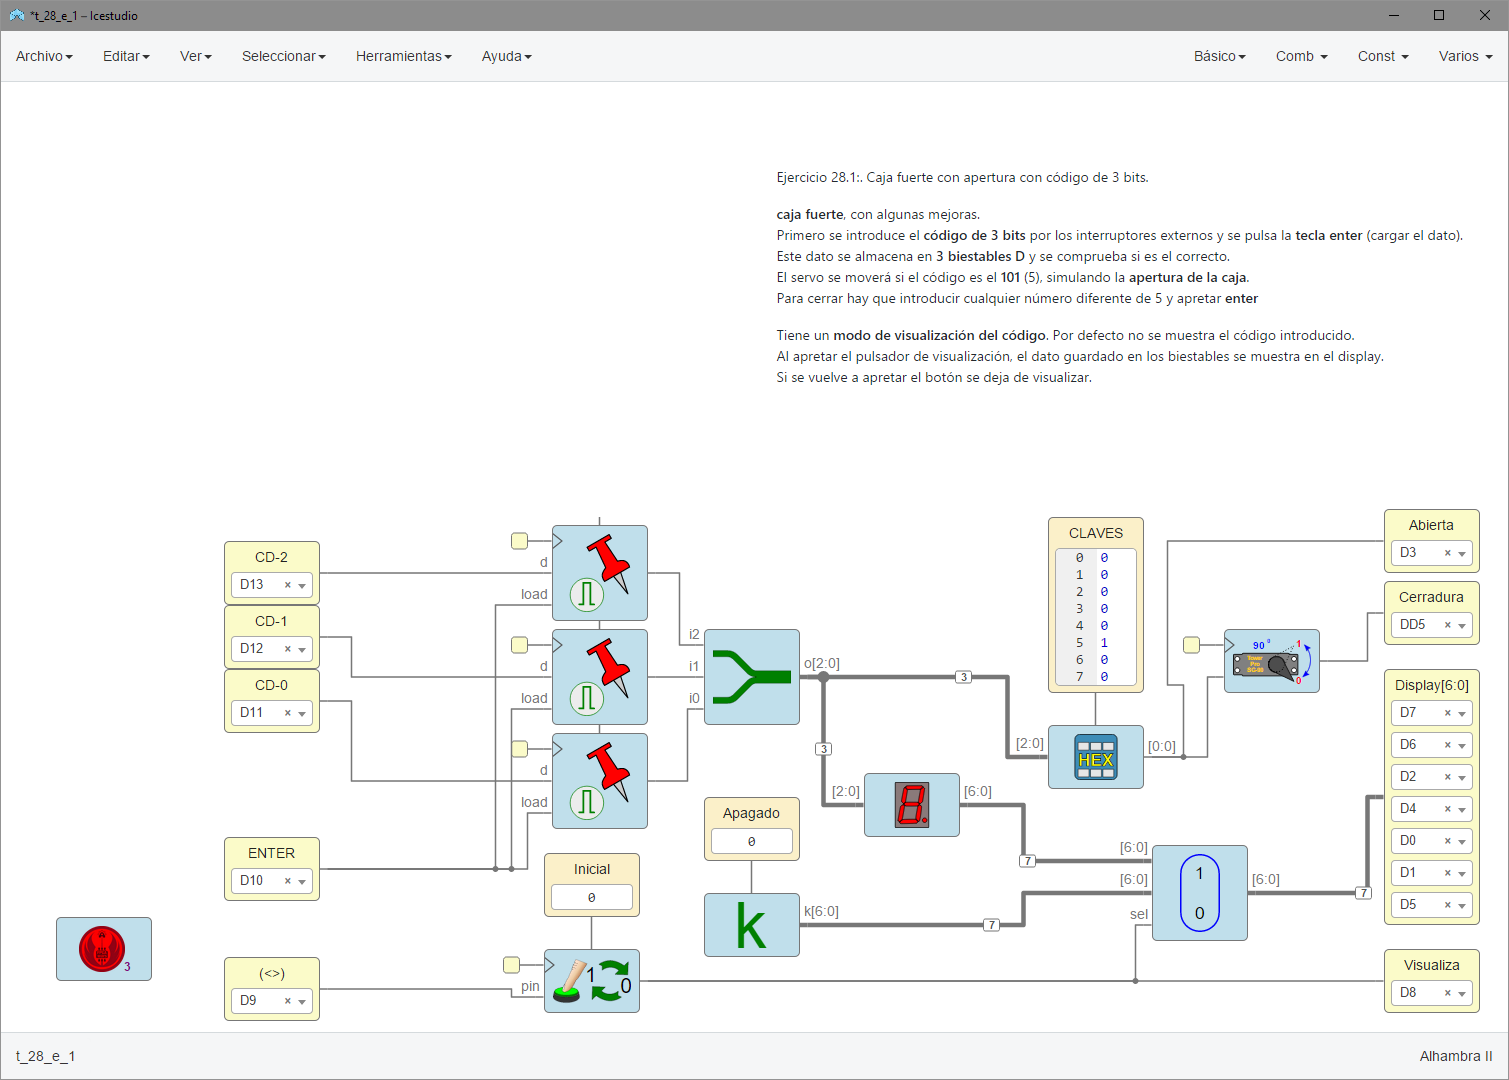 *t_28_e_1 – Icestudio
Archivo Editar Ver Seleccionar Herramientas Ayuda Básico Comb Const Varios
Ejercicio 28.1:. Caja fuerte con apertura con código de 3 bits.
caja fuerte, con algunas mejoras.
Primero se introduce el código de 3 bits por los interruptores externos y se pulsa la tecla enter (cargar el dato).
Este dato se almacena en 3 biestables D y se comprueba si es el correcto.
El servo se moverá si el código es el 101 (5), simulando la apertura de la caja.
Para cerrar hay que introducir cualquier número diferente de 5 y apretar enter
Tiene un modo de visualización del código. Por defecto no se muestra el código introducido.
Al apretar el pulsador de visualización, el dato guardado en los biestables se muestra en el display.
Si se vuelve a apretar el botón se deja de visualizar.
CD-2
D13 ×
CD-1
D12 ×
CD-0
D11 ×
ENTER
D10 ×
(<>)
D9 ×
3
d
load
d
load
d
load
Inicial
0
pin
1
0
i2
i1
i0
o[2:0]
3
3
Apagado
0
k
k[6:0]
7
[2:0]
8.
[6:0]
7
CLAVES
0 0
1 0
2 0
3 0
4 0
5 1
6 0
7 0
[2:0]
HEX
[0:0]
[6:0]
[6:0]
sel
1
0
[6:0]
7
90 º
1
Tower
Pro
SG-90
0
Abierta
D3 ×
Cerradura
DD5 ×
Display[6:0]
D7 ×
D6 ×
D2 ×
D4 ×
D0 ×
D1 ×
D5 ×
Visualiza
D8 ×
t_28_e_1
Alhambra II